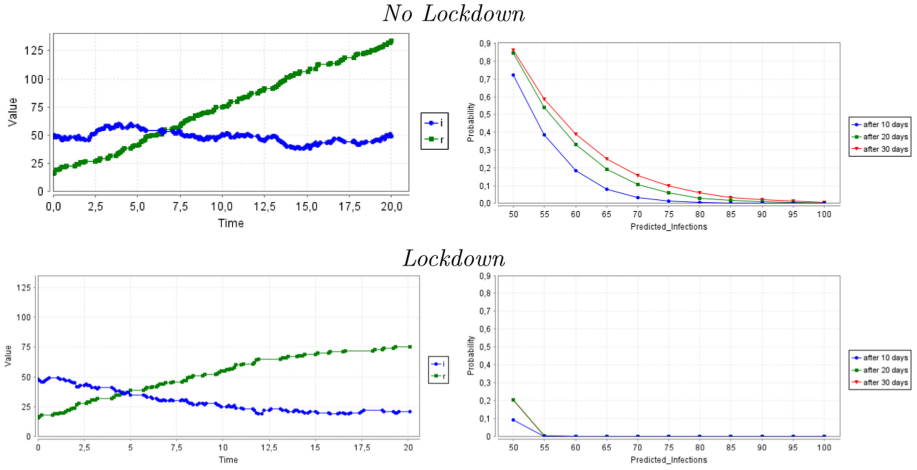 No Lockdown
Value
125
100
75
50
25
0
0,0 2,5 5,0 7,5 10,0 12,5 15,0 17,5 20,0
Time
i
r
Probability
0,9
0,8
0,7
0,6
0,5
0,4
0,3
0,2
0,1
0,0
50 55 60 65 70 75 80 85 90 95 100
Predicted_Infections
after 10 days
after 20 days
after 30 days
Lockdown
Value
125
100
75
50
25
0
0,0 2,5 5,0 7,5 10,0 12,5 15,0 17,5 20,0
Time
i
r
Probability
0,9
0,8
0,7
0,6
0,5
0,4
0,3
0,2
0,1
0
50 55 60 65 70 75 80 85 90 95 100
Predicted_Infections
after 10 days
after 20 days
after 30 days